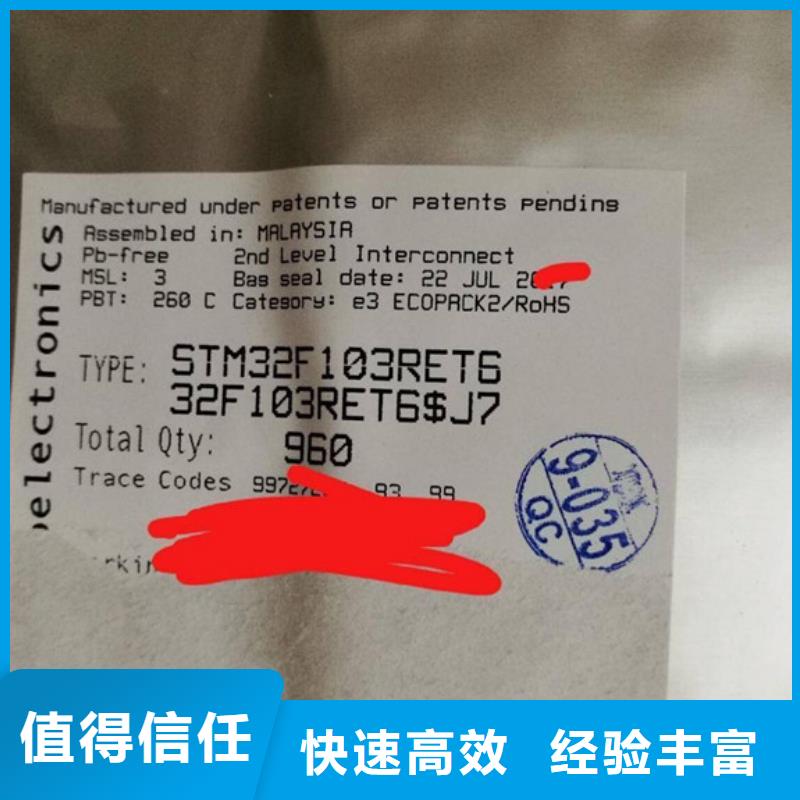 Manufactured under patents or patents pending
Assembled in: MALAYSIA
Pb-free 2nd Level Interconnect
MSL: 3 Bag seal date: 22 JUL
PBT: 260 C Category: e3 ECOPACK2/RoHS
electronics
TYPE: STM32F103RET6
32F103RET6$J7
Total Qty: 960
Trace Codes 93 99
9-035
QC
值得信任
快速高效 经验丰富